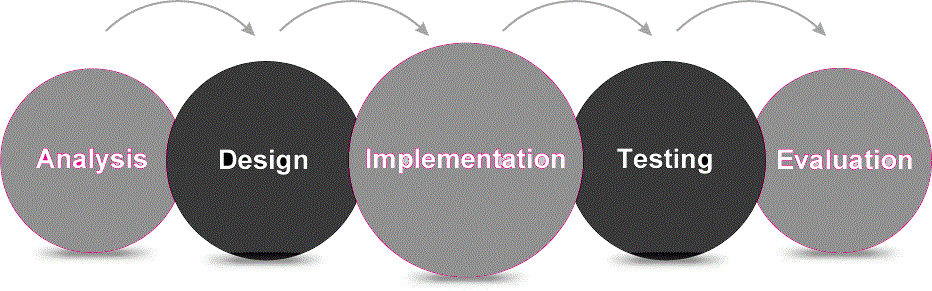 Analysis
Design
Implementation
Testing
Evaluation